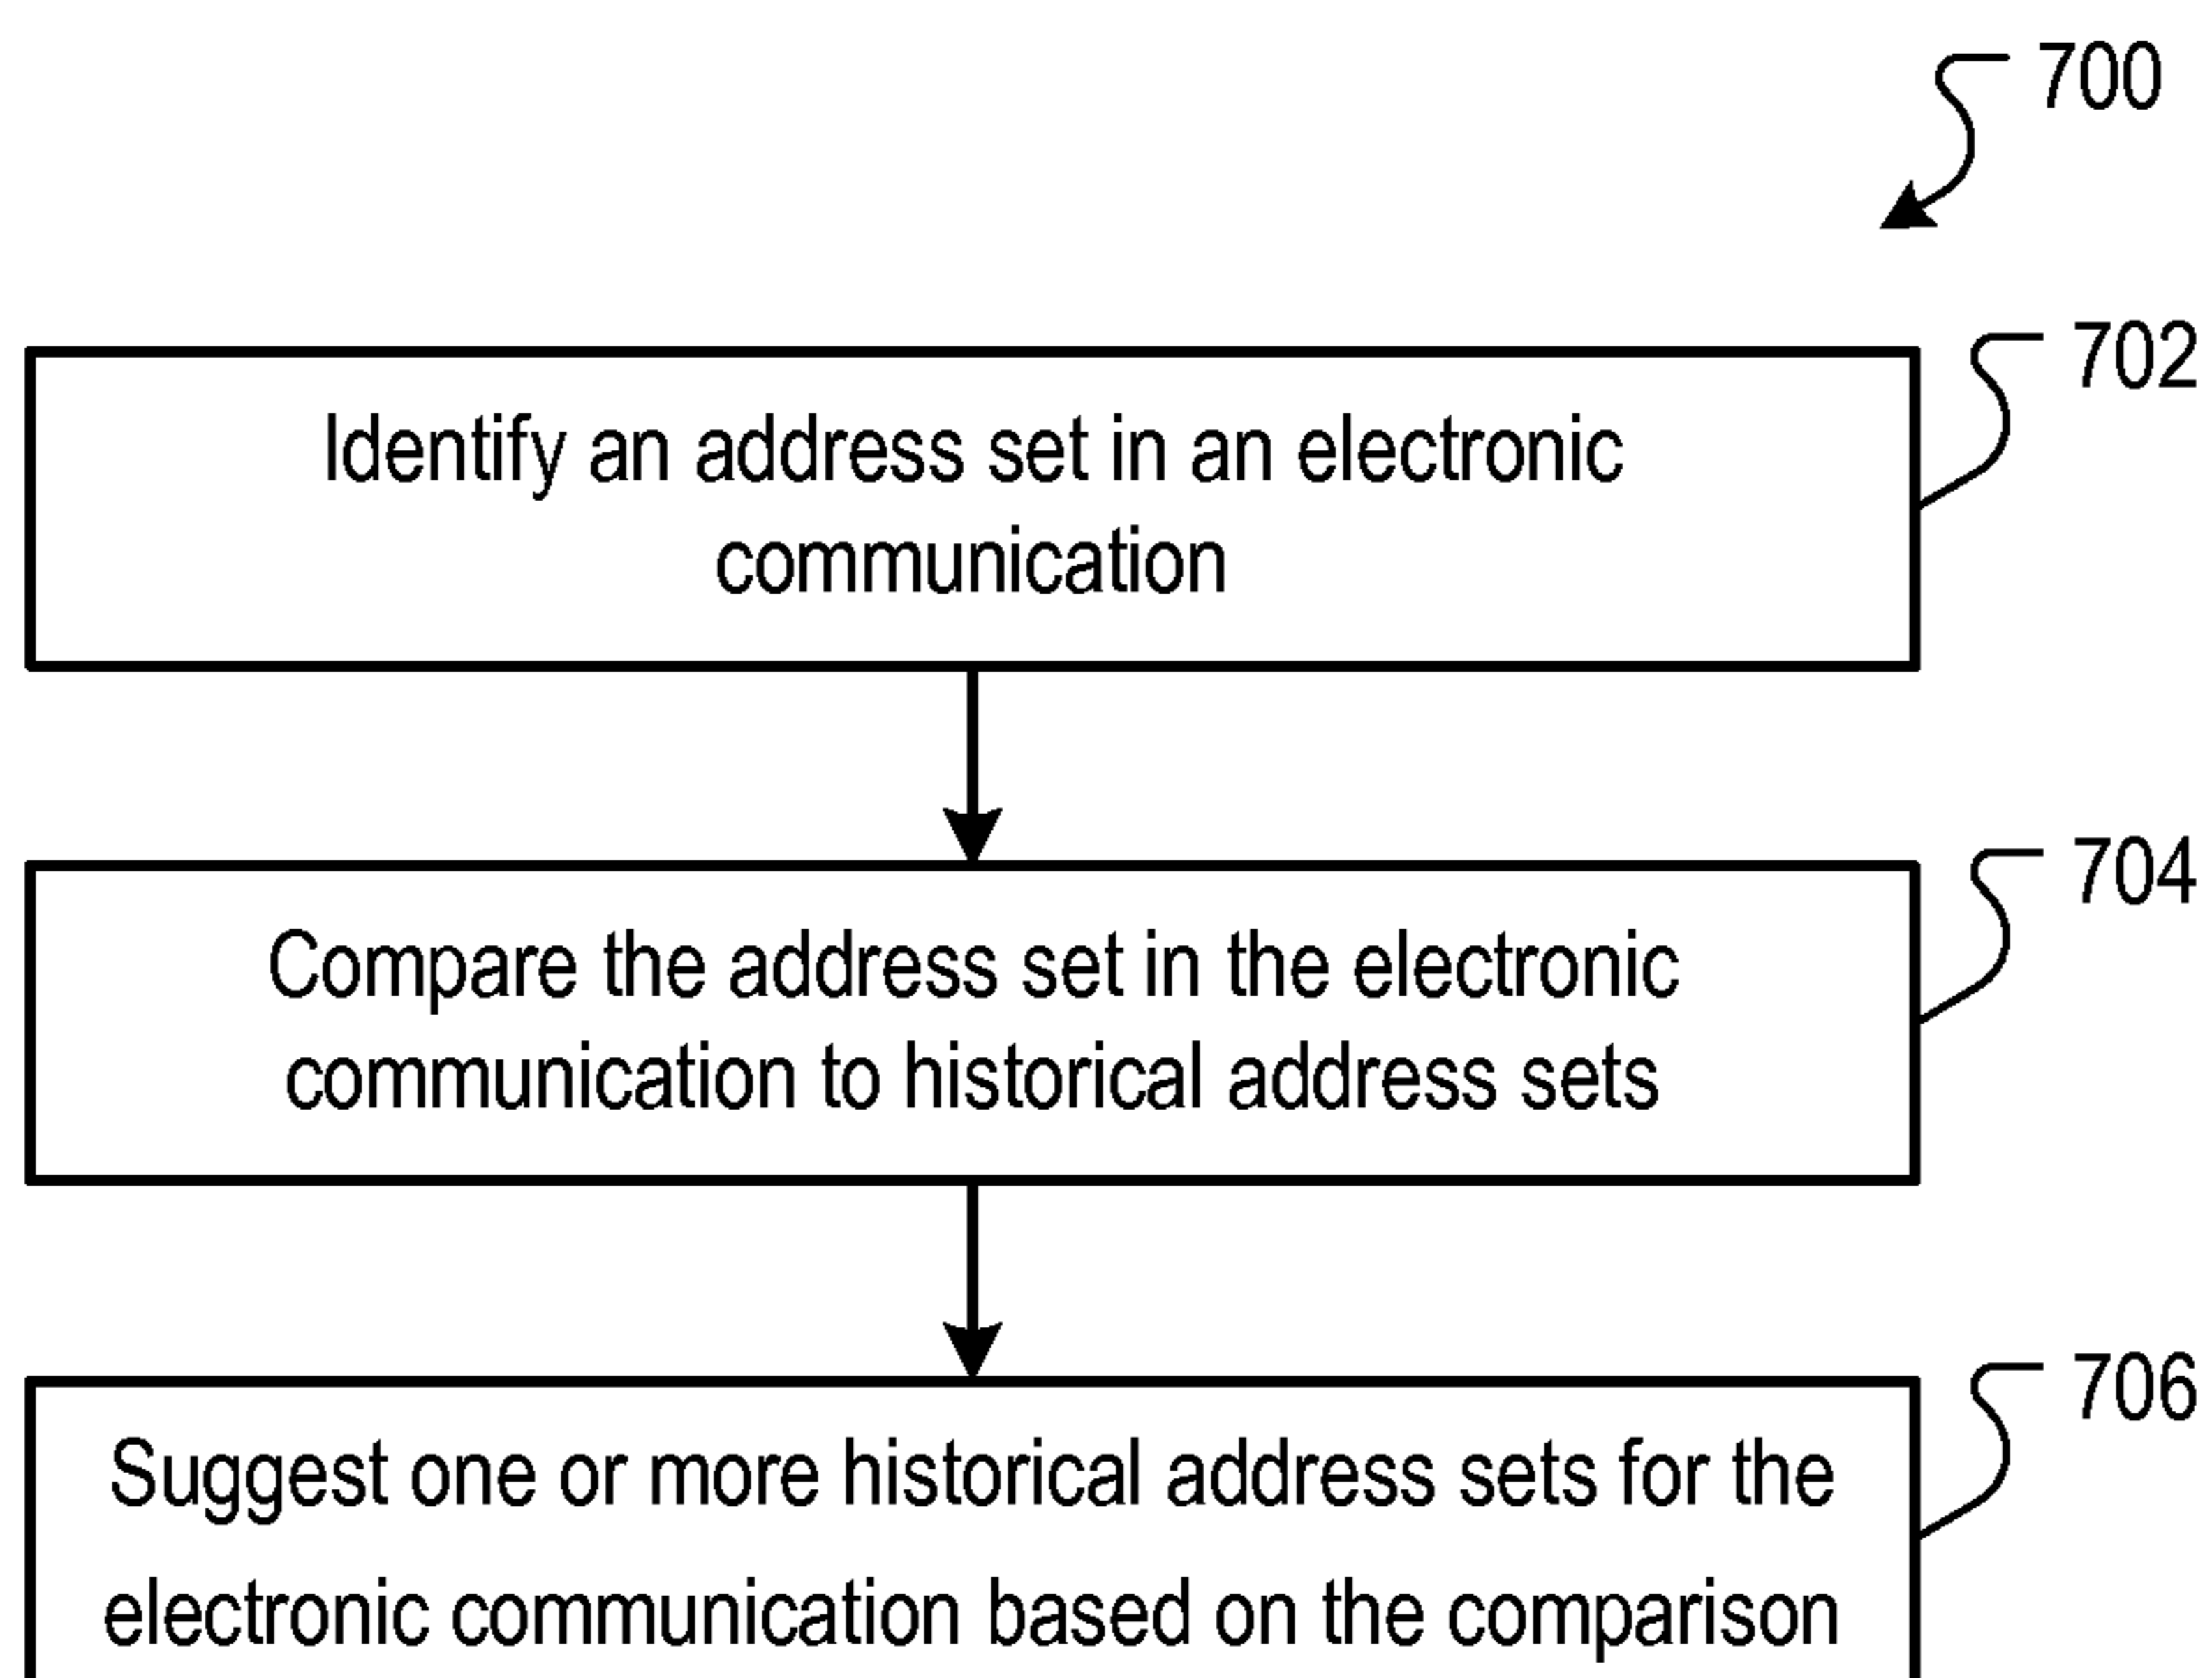 700
702
Identify an address set in an electronic
communication
704
Compare the address set in the electronic
communication to historical address sets
706
Suggest one or more historical address sets for the
electronic communication based on the comparison